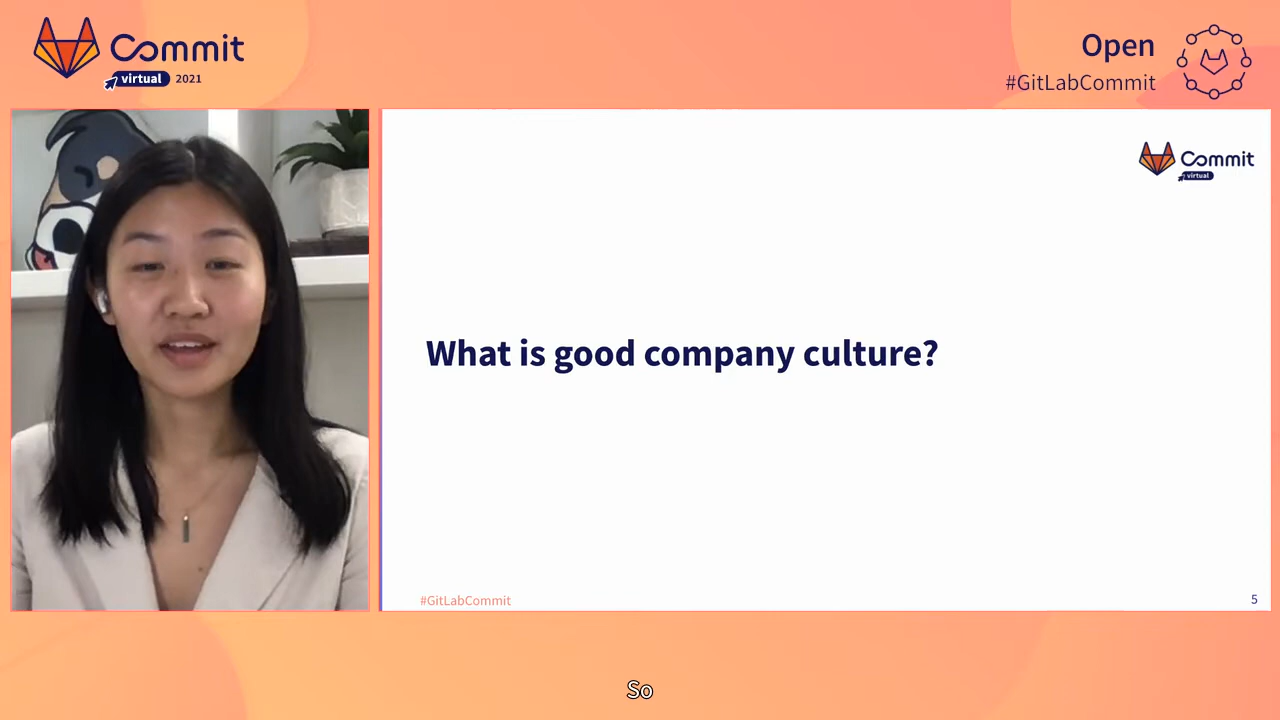 Commit
virtual 2021
Open
#GitLabCommit
Commit
virtual
What is good company culture?
#GitLabCommit
5
So